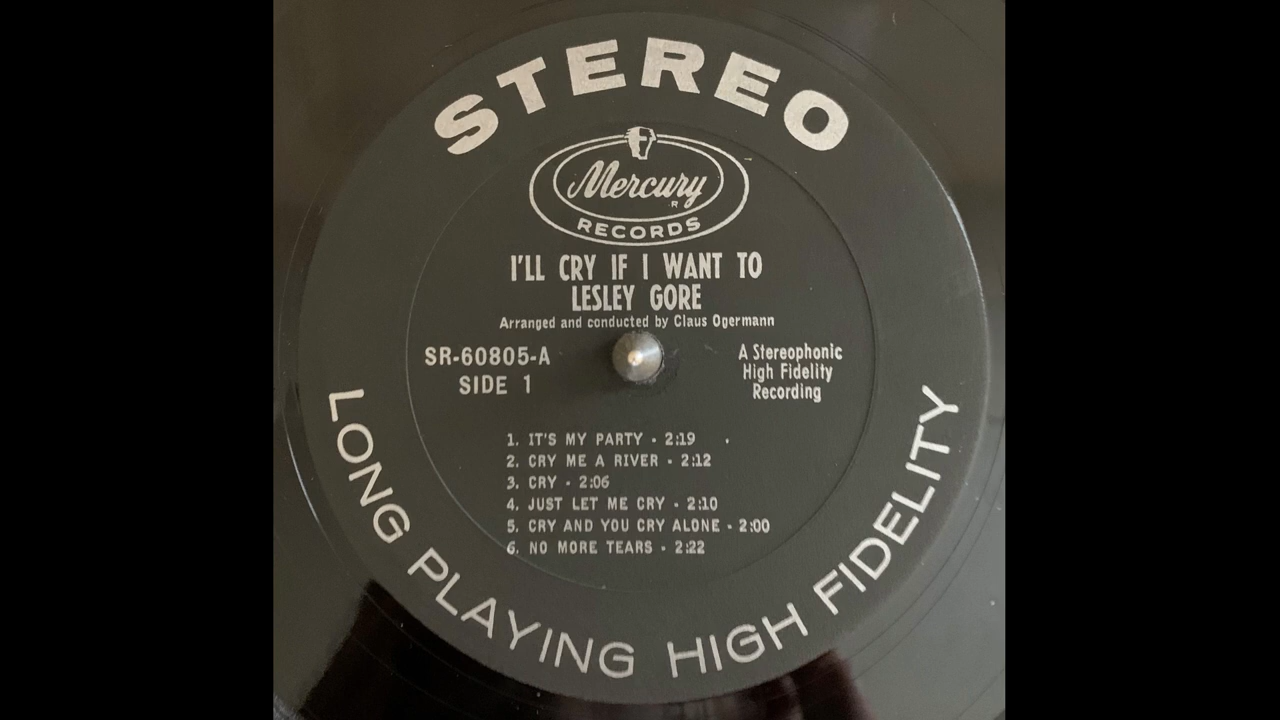 STEREO
Mercury
R
RECORDS
I'LL CRY IF I WANT TO
LESLEY GORE
Arranged and conducted by Claus Ogermann
SR-60805-A
SIDE 1
A Stereophonic
High Fidelity
Recording
1. IT'S MY PARTY - 2:19
2. CRY ME A RIVER - 2:12
3. CRY - 2:06
4. JUST LET ME CRY - 2:10
5. CRY AND YOU CRY ALONE - 2:00
6. NO MORE TEARS - 2:22
LONG PLAYING HIGH FIDELITY